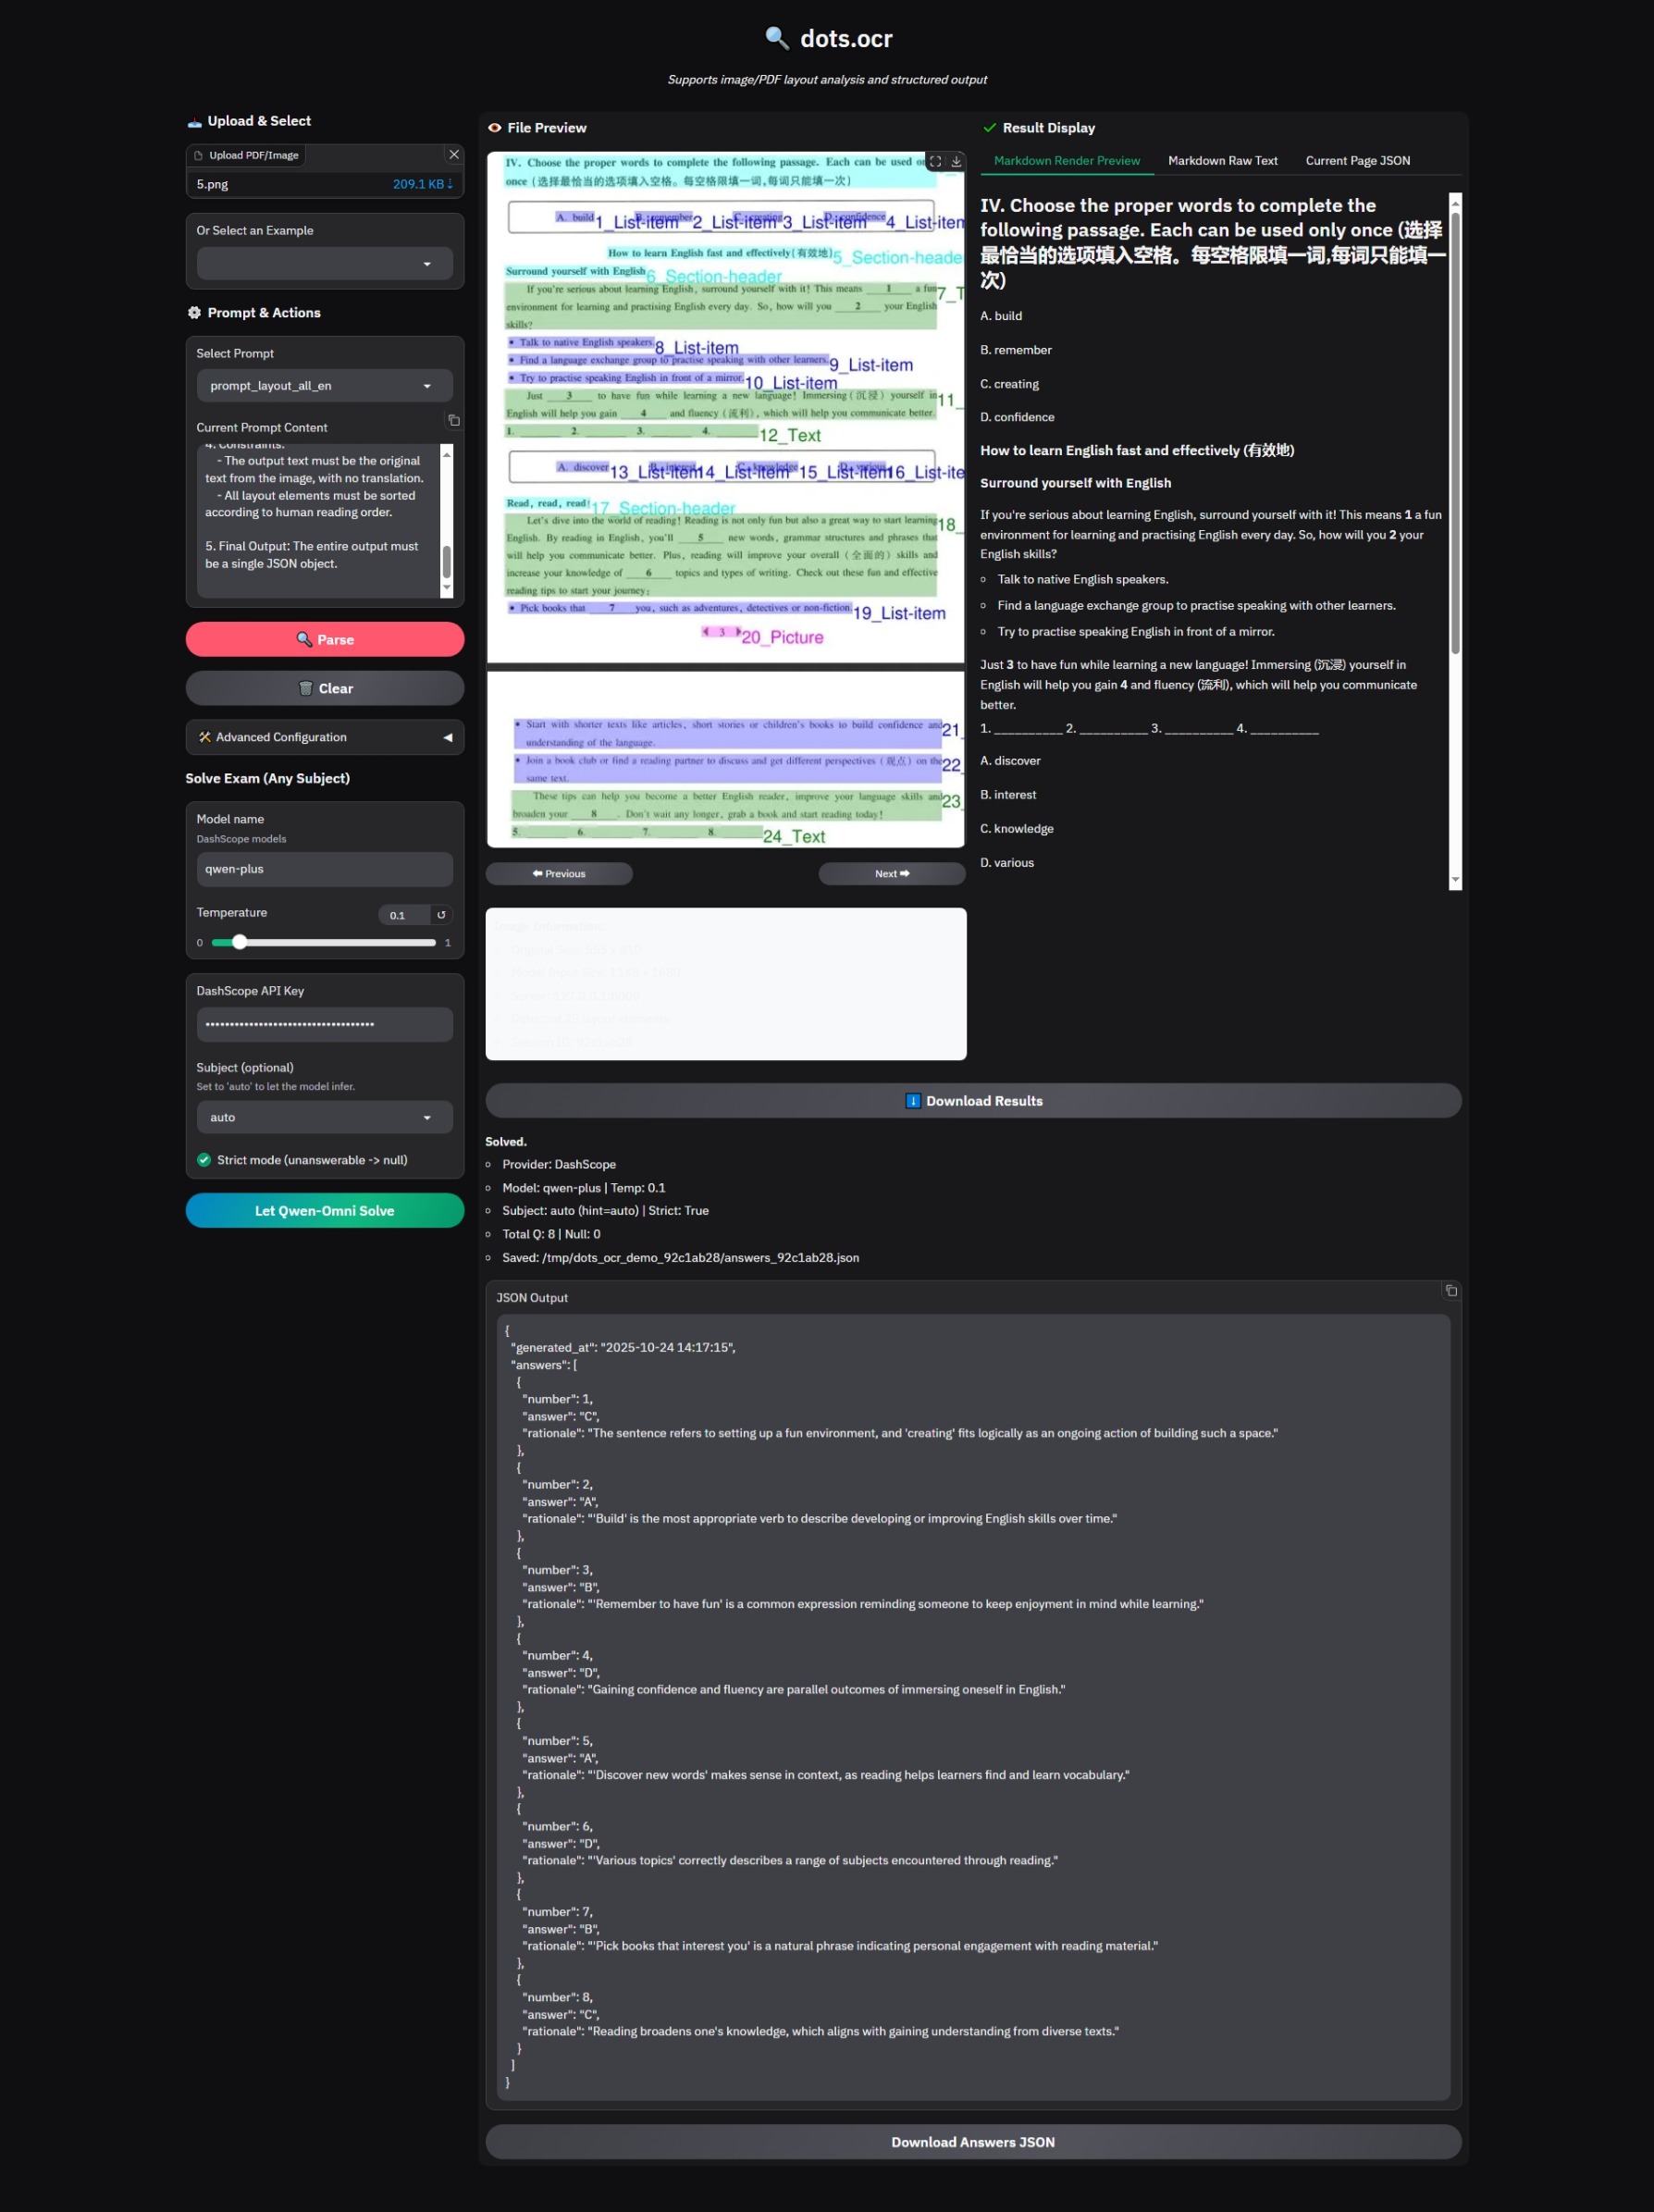 dots.ocr
Supports image/PDF layout analysis and structured output
Upload & Select
Upload PDF/Image
5.png
209.1 KB
Or Select an Example
Prompt & Actions
Select Prompt
prompt_layout_all_en
Current Prompt Content
4. Constraints:
- The output text must be the original
text from the image, with no translation.
- All layout elements must be sorted
according to human reading order.
5. Final Output: The entire output must
be a single JSON object.
Parse
Clear
Advanced Configuration
Solve Exam (Any Subject)
Model name
DashScope models
qwen-plus
Temperature
0.1
0
1
DashScope API Key
Subject (optional)
Set to 'auto' to let the model infer.
auto
Strict mode (unanswerable -> null)
Let Qwen-Omni Solve
File Preview
IV. Choose the proper words to complete the following passage. Each can be used
once (选择最恰当的选项填入空格。每空格限填一词,每词只能填一次)
A. build 1_List-item B. remember 2_List-item C. creating 3_List-item D. confidence 4_List-item
How to learn English fast and effectively(有效地) 5_Section-heade
Surround yourself with English 6_Section-header
If you're serious about learning English, surround yourself with it! This means 1 a fun 7_T
environment for learning and practising English every day. So, how will you 2 your English
skills?
• Talk to native English speakers. 8_List-item
• Find a language exchange group to practise speaking with other learners. 9_List-item
• Try to practise speaking English in front of a mirror. 10_List-item
Just 3 to have fun while learning a new language! Immersing (沉浸) yourself in 11_
English will help you gain 4 and fluency (流利), which will help you communicate better.
1. ______ 2. ______ 3. ______ 4. ______ 12_Text
A. discover 13_List-item B. interest 14_List-item C. knowledge 15_List-item D. various 16_List-ite
Read, read, read! 17_Section-header
Let's dive into the world of reading! Reading is not only fun but also a great way to start learning 18_
English. By reading in English, you'll 5 new words, grammar structures and phrases that
will help you communicate better. Plus, reading will improve your overall (全面的) skills and
increase your knowledge of 6 topics and types of writing. Check out these fun and effective
reading tips to start your journey:
• Pick books that 7 you, such as adventures, detectives or non-fiction. 19_List-item
3 20_Picture
• Start with shorter texts like articles, short stories or children's books to build confidence and 21_
understanding of the language.
• Join a book club or find a reading partner to discuss and get different perspectives (观点) on the 22_
same text.
These tips can help you become a better English reader, improve your language skills and 23_
broaden your 8 . Don't wait any longer, grab a book and start reading today!
5. ______ 6. ______ 7. ______ 8. ______ 24_Text
Previous
Next
Result Display
Markdown Render Preview
Markdown Raw Text
Current Page JSON
IV. Choose the proper words to complete the
following passage. Each can be used only once (选择
最恰当的选项填入空格。每空格限填一词,每词只能填一
次)
A. build
B. remember
C. creating
D. confidence
How to learn English fast and effectively (有效地)
Surround yourself with English
If you're serious about learning English, surround yourself with it! This means 1 a fun
environment for learning and practising English every day. So, how will you 2 your
English skills?
Talk to native English speakers.
Find a language exchange group to practise speaking with other learners.
Try to practise speaking English in front of a mirror.
Just 3 to have fun while learning a new language! Immersing (沉浸) yourself in
English will help you gain 4 and fluency (流利), which will help you communicate
better.
1. __________ 2. __________ 3. __________ 4. __________
A. discover
B. interest
C. knowledge
D. various
Download Results
Solved.
Provider: DashScope
Model: qwen-plus | Temp: 0.1
Subject: auto (hint=auto) | Strict: True
Total Q: 8 | Null: 0
Saved: /tmp/dots_ocr_demo_92c1ab28/answers_92c1ab28.json
JSON Output
{
"generated_at": "2025-10-24 14:17:15",
"answers": [
{
"number": 1,
"answer": "C",
"rationale": "The sentence refers to setting up a fun environment, and 'creating' fits logically as an ongoing action of building such a space."
},
{
"number": 2,
"answer": "A",
"rationale": "'Build' is the most appropriate verb to describe developing or improving English skills over time."
},
{
"number": 3,
"answer": "B",
"rationale": "'Remember to have fun' is a common expression reminding someone to keep enjoyment in mind while learning."
},
{
"number": 4,
"answer": "D",
"rationale": "Gaining confidence and fluency are parallel outcomes of immersing oneself in English."
},
{
"number": 5,
"answer": "A",
"rationale": "'Discover new words' makes sense in context, as reading helps learners find and learn vocabulary."
},
{
"number": 6,
"answer": "D",
"rationale": "'Various topics' correctly describes a range of subjects encountered through reading."
},
{
"number": 7,
"answer": "B",
"rationale": "'Pick books that interest you' is a natural phrase indicating personal engagement with reading material."
},
{
"number": 8,
"answer": "C",
"rationale": "Reading broadens one's knowledge, which aligns with gaining understanding from diverse texts."
}
]
}
Download Answers JSON